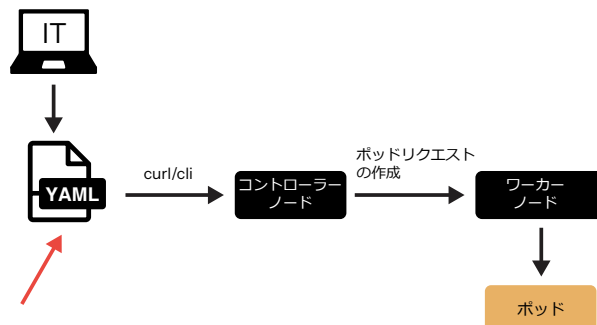 IT
YAML
curl/cli
コントローラー
ノード
ポッドリクエスト
の作成
ワーカー
ノード
ポッド